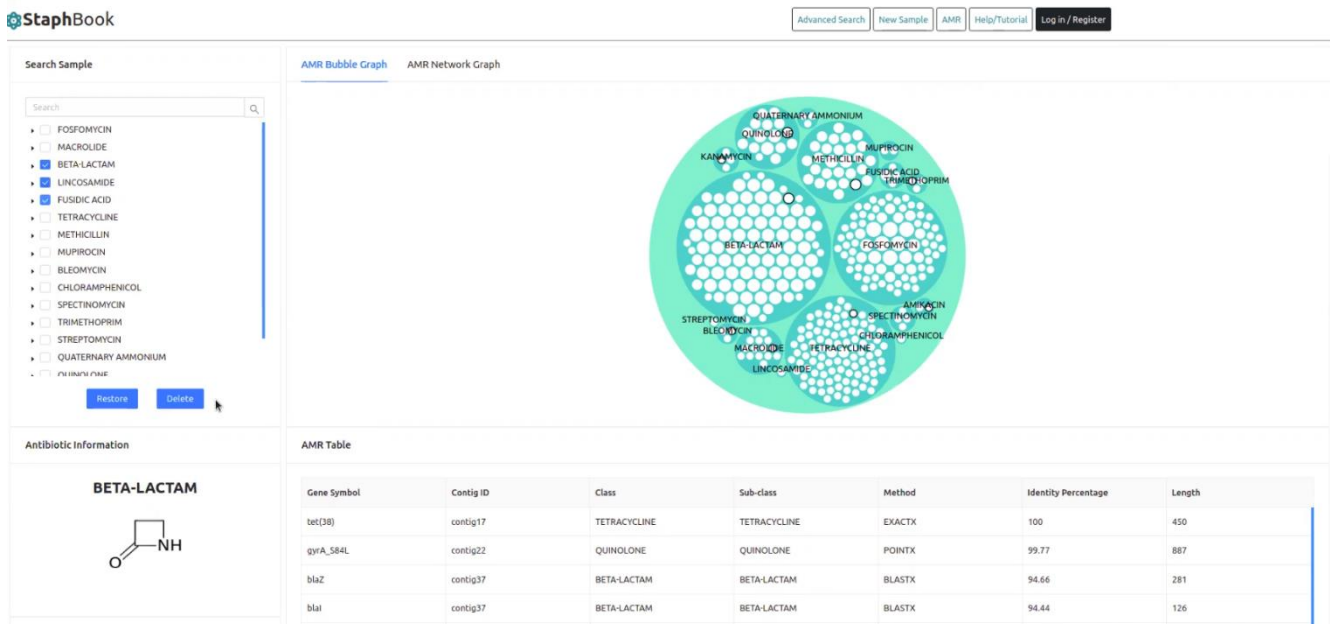 StaphBook
Advanced Search New Sample AMR Help/Tutorial Log in / Register
Search Sample
Search
FOSFOMYCIN
MACROLIDE
BETA-LACTAM
LINCOSAMIDE
FUSIDIC ACID
TETRACYCLINE
METHICILLIN
MUPIROCIN
BLEOMYCIN
CHLORAMPHENICOL
SPECTINOMYCIN
TRIMETHOPRIM
STREPTOMYCIN
QUATERNARY AMMONIUM
QUINOLONE
Restore Delete
AMR Bubble Graph AMR Network Graph
QUATERNARY AMMONIUM
QUINOLONE
KANAMYCIN
METHICILLIN
MUPIROCIN
FUSIDIC ACID
TRIMETHOPRIM
BETA-LACTAM
FOSFOMYCIN
AMIKACIN
SPECTINOMYCIN
STREPTOMYCIN
BLEOMYCIN
CHLORAMPHENICOL
MACROLIDE
TETRACYCLINE
LINCOSAMIDE
Antibiotic Information
BETA-LACTAM
NH
O
AMR Table
Gene Symbol Contig ID Class Sub-class Method Identity Percentage Length
tet(38) contig17 TETRACYCLINE TETRACYCLINE EXACTX 100 450
gyrA_S84L contig22 QUINOLONE QUINOLONE POINTX 99.77 887
blaZ contig37 BETA-LACTAM BETA-LACTAM BLASTX 94.66 281
blaI contig37 BETA-LACTAM BETA-LACTAM BLASTX 94.44 126